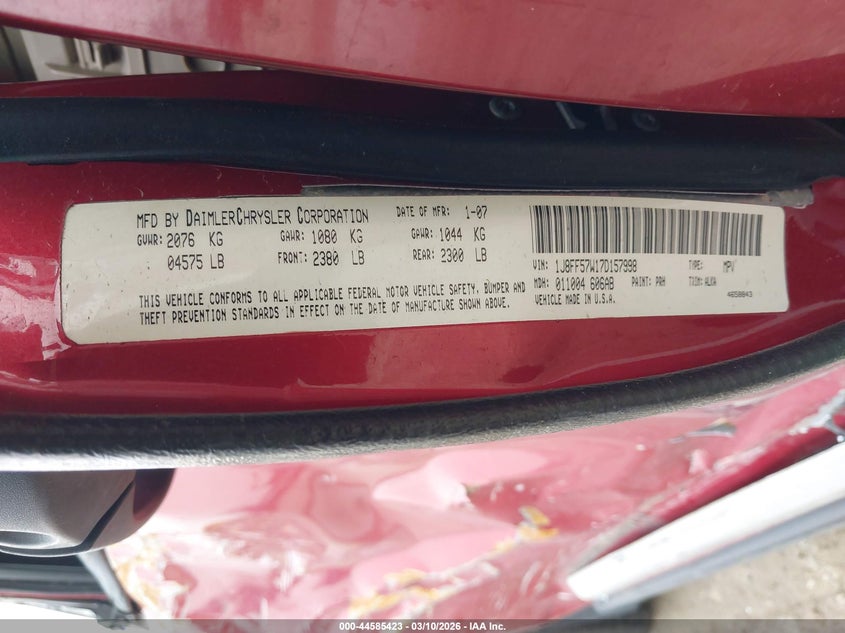 MFD BY DAIMLERCHRYSLER CORPORATION DATE OF MFR: 1-07
GVWR: 2076 KG GAWR: 1080 KG GAWR: 1044 KG
04575 LB FRONT: 2380 LB REAR: 2300 LB
THIS VEHICLE CONFORMS TO ALL APPLICABLE FEDERAL MOTOR VEHICLE SAFETY, BUMPER AND
THEFT PREVENTION STANDARDS IN EFFECT ON THE DATE OF MANUFACTURE SHOWN ABOVE.
VIN: 1J8FF57W17D157998 TYPE: MPV
MDH: 011004 606AB PAINT: PRH TRIM: ALKA
VEHICLE MADE IN U.S.A. 4658843
000-44585423 - 03/10/2026 - IAA Inc.